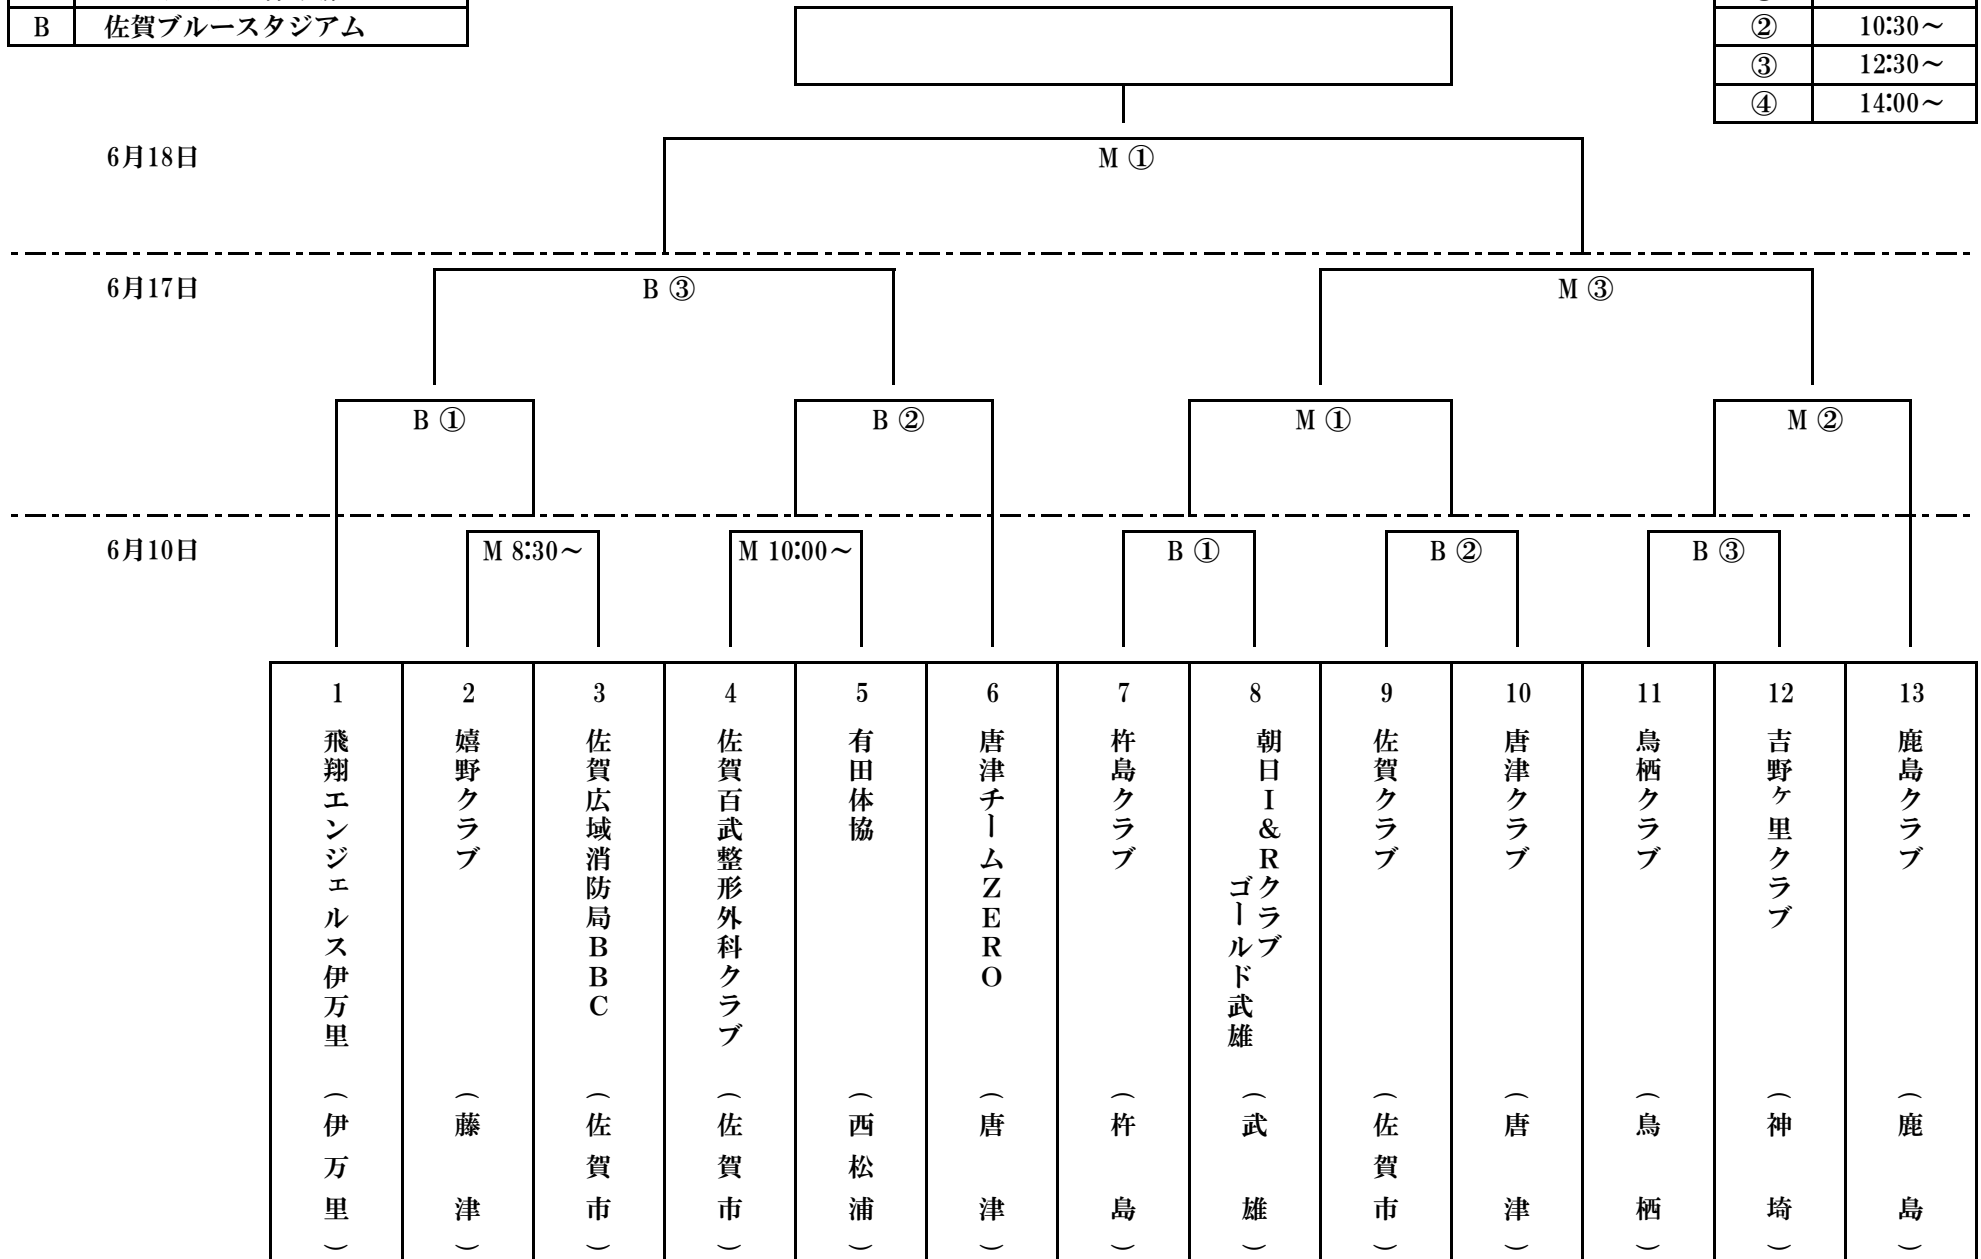 B 佐賀ブルースタジアム
② 10:30～
③ 12:30～
④ 14:00～
6月18日
M ①
6月17日
B ③
M ③
B ①
B ②
M ①
M ②
6月10日
M 8:30～
M 10:00～
B ①
B ②
B ③
1 飛翔エンジェルス伊万里 （伊万里）
2 嬉野クラブ （藤津）
3 佐賀広域消防局BBC （佐賀市）
4 佐賀百武整形外科クラブ （佐賀市）
5 有田体協 （西松浦）
6 唐津チームZERO （唐津）
7 杵島クラブ （杵島）
8 朝日I&Rクラブ
ゴールド武雄 （武雄）
9 佐賀クラブ （佐賀市）
10 唐津クラブ （唐津）
11 鳥栖クラブ （鳥栖）
12 吉野ケ里クラブ （神埼）
13 鹿島クラブ （鹿島）